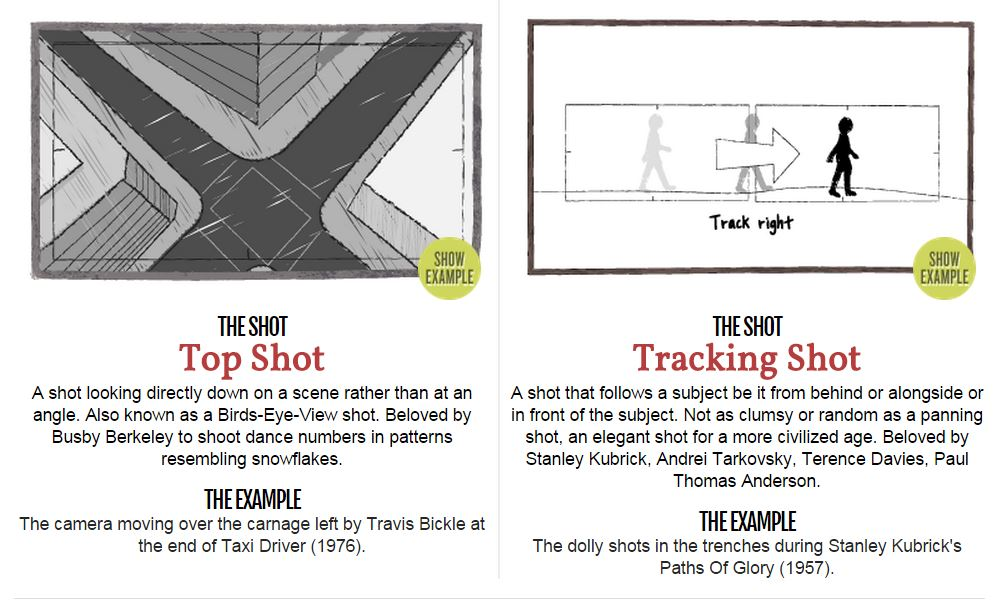 SHOW
EXAMPLE
THE SHOT
Top Shot
A shot looking directly down on a scene rather than at an
angle. Also known as a Birds-Eye-View shot. Beloved by
Busby Berkeley to shoot dance numbers in patterns
resembling snowflakes.
THE EXAMPLE
The camera moving over the carnage left by Travis Bickle at
the end of Taxi Driver (1976).
Track right
SHOW
EXAMPLE
THE SHOT
Tracking Shot
A shot that follows a subject be it from behind or alongside or
in front of the subject. Not as clumsy or random as a panning
shot, an elegant shot for a more civilized age. Beloved by
Stanley Kubrick, Andrei Tarkovsky, Terence Davies, Paul
Thomas Anderson.
THE EXAMPLE
The dolly shots in the trenches during Stanley Kubrick's
Paths Of Glory (1957).